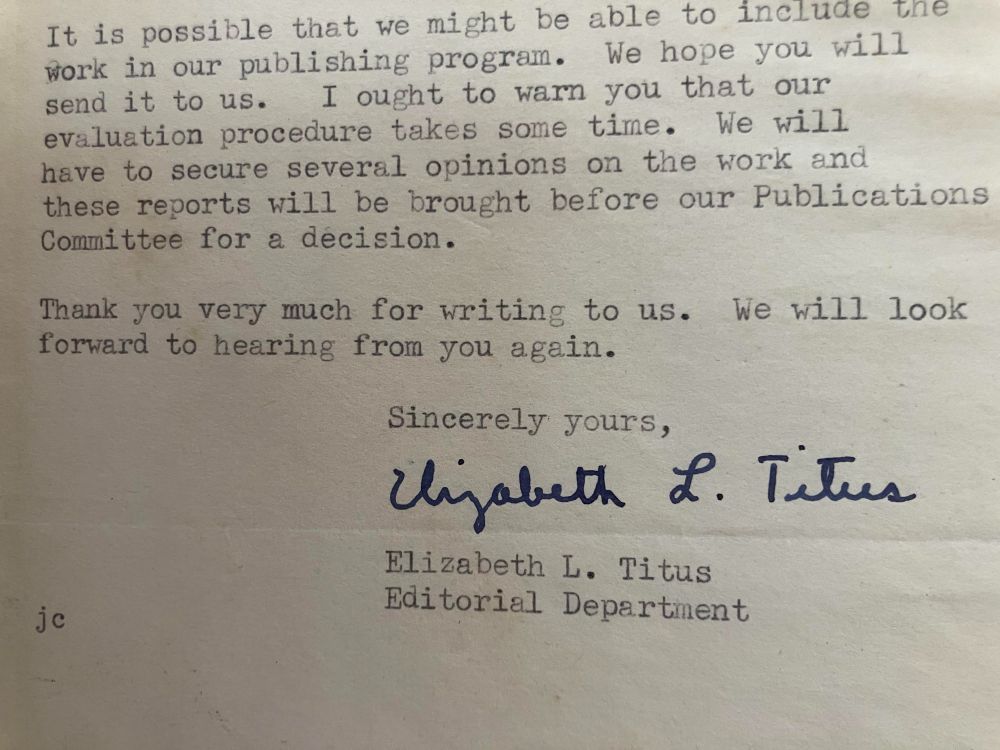 It is possible that we might be able to include the
work in our publishing program.  We hope you will
send it to us.   I ought to warn you that our
evaluation procedure takes some time.  We will
have to secure several opinions on the work and
these reports will be brought before our Publications
Committee for a decision.
Thank you very much for writing to us.  We will look
forward to hearing from you again.
Sincerely yours,
Elizabeth L. Titus
Elizabeth L. Titus
Editorial Department
jc